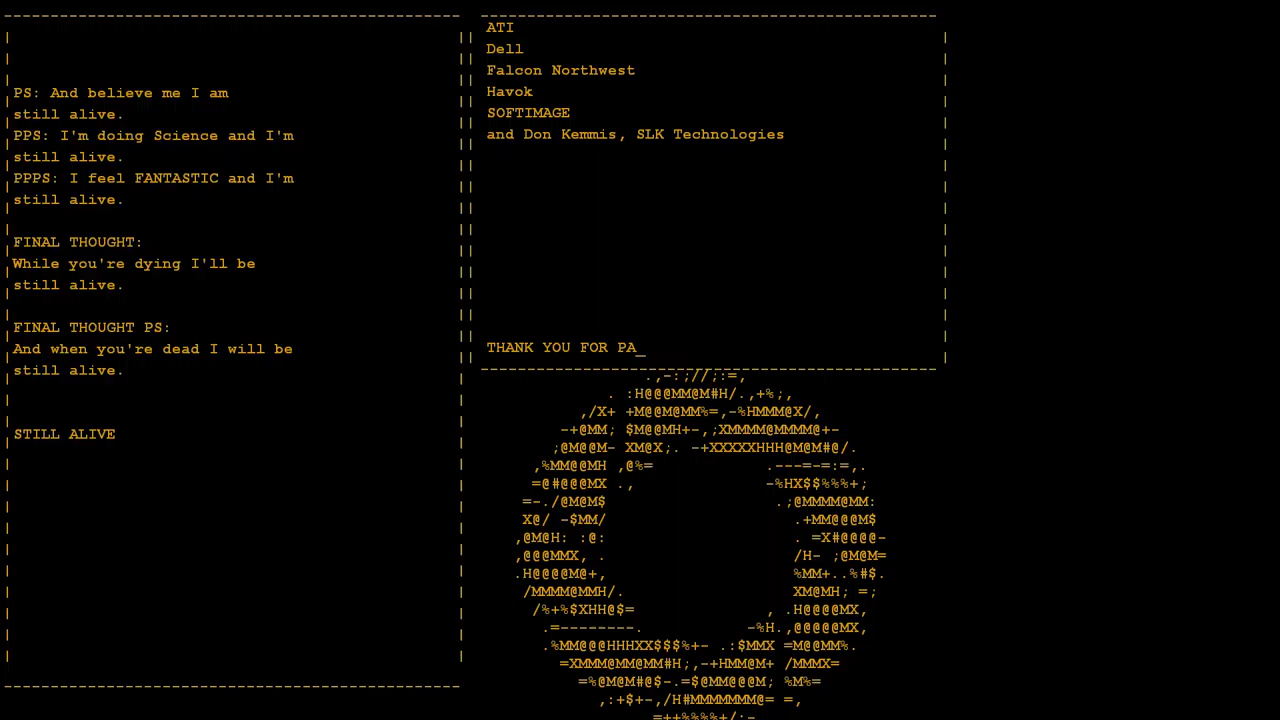 PS: And believe me I am
still alive.
PPS: I'm doing Science and I'm
still alive.
PPPS: I feel FANTASTIC and I'm
still alive.
FINAL THOUGHT:
While you're dying I'll be
still alive.
FINAL THOUGHT PS:
And when you're dead I will be
still alive.
STILL ALIVE
ATI
Dell
Falcon Northwest
Havok
SOFTIMAGE
and Don Kemmis, SLK Technologies
THANK YOU FOR PA_